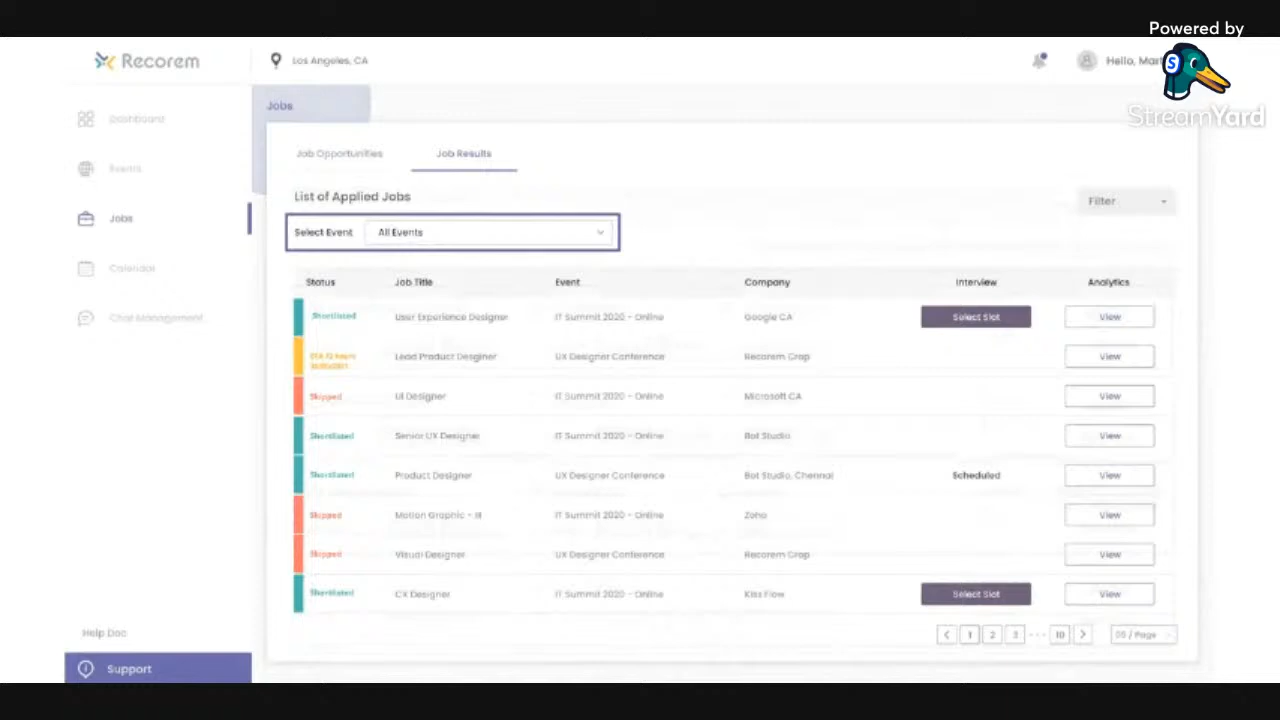 Powered by
StreamYard
Recorem
Los Angeles, CA
Hello,
Dashboard
Events
Jobs
Calendar
Chat Management
Help Doc
Support
Jobs
Job Opportunities Job Results
List of Applied Jobs
Filter
Select Event All Events
Status Job Title Event Company Interview Analytics
Shortlisted User Experience Designer IT Summit 2020 - Online Google CA Select Slot View
Lead Product Designer UX Designer Conference Recorem Crop View
Skipped UI Designer IT Summit 2020 - Online Microsoft CA View
Shortlisted Senior UX Designer IT Summit 2020 - Online Bot Studio View
Shortlisted Product Designer UX Designer Conference Bot Studio, Chennai Scheduled View
Skipped Motion Graphic - III IT Summit 2020 - Online Zoho View
Skipped Visual Designer UX Designer Conference Recorem Crop View
Shortlisted CX Designer IT Summit 2020 - Online Kiss Flow Select Slot View
1 2 3 10 / Page